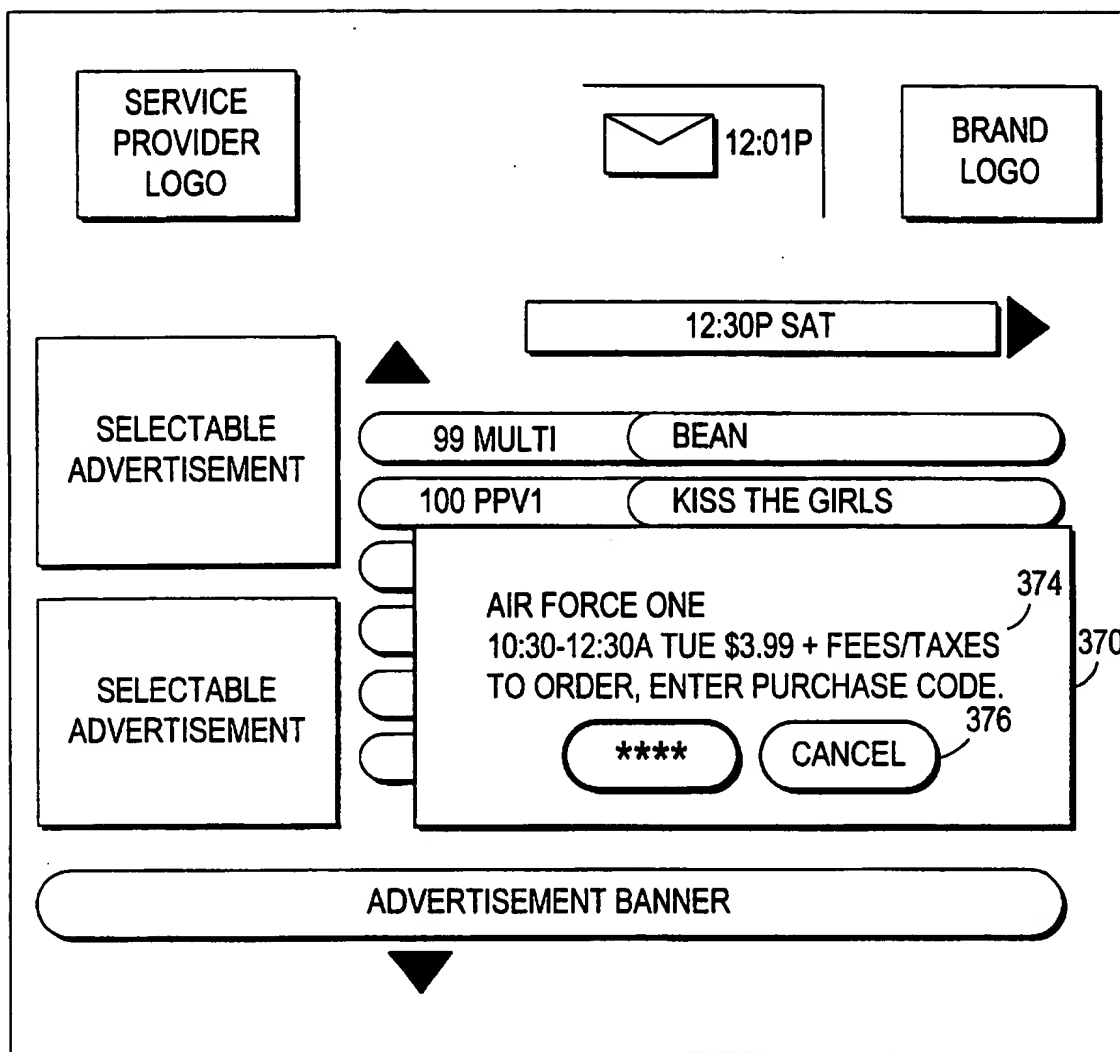 SERVICE
PROVIDER
LOGO
12:01P
BRAND
LOGO
12:30P SAT
SELECTABLE
ADVERTISEMENT
99 MULTI BEAN
100 PPV1 KISS THE GIRLS
374
AIR FORCE ONE
10:30-12:30A TUE $3.99 + FEES/TAXES
370
TO ORDER, ENTER PURCHASE CODE.
376
**** CANCEL
SELECTABLE
ADVERTISEMENT
ADVERTISEMENT BANNER